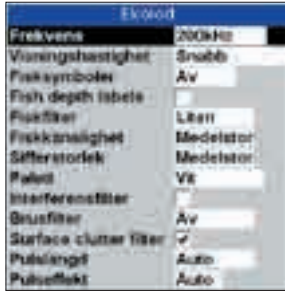 Ekolod
Frekvens 200kHz
Visningshastighet Snabb
Fisksymboler Av
Fish depth labels
Fiskfilter Liten
Fiskkänslighet Medelstor
Sifferstorlek Medelstor
Palett Vit
Interferensfilter
Brusfilter Av
Surface clutter filter
Pulslängd Auto
Pulseffekt Auto